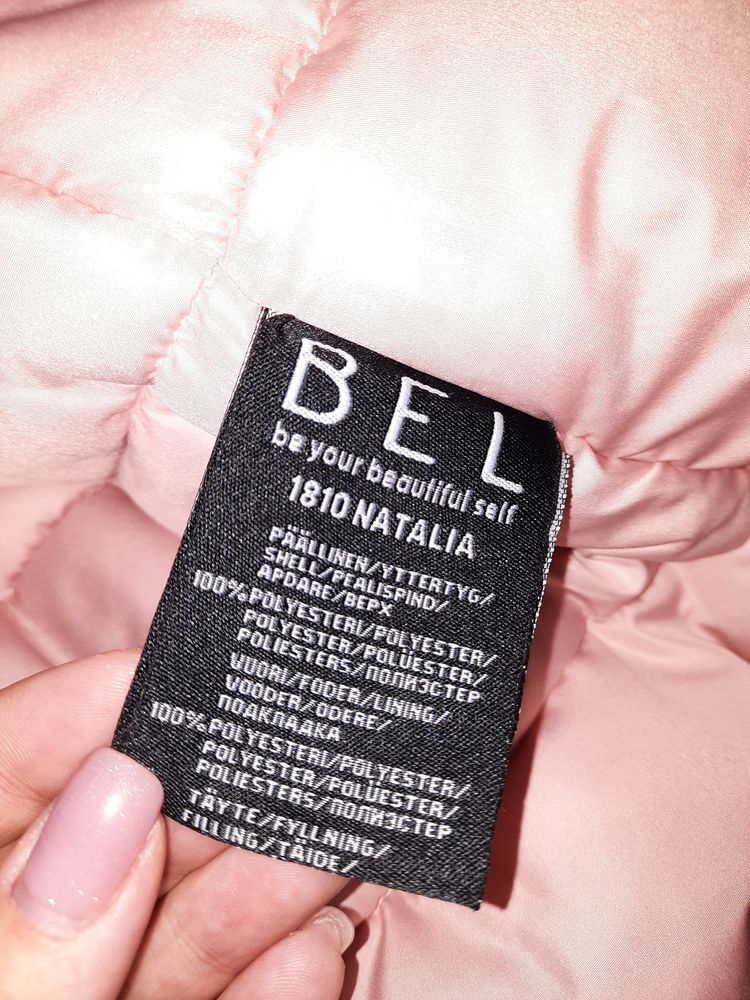 BEL
be your beautiful self
1810 NATALIA
PÄÄLLINEN/YTTERTYG/
SHELL/PEALISPIND/
APDARE/ВЕРХ
100% POLYESTERI/POLYESTER/
POLYESTER/POLÜESTER/
POLIESTERS/ПОЛИЭСТЕР
VUORI/FODER/LINING/
VOODER/ODERE/
ПОДКЛАДКА
100% POLYESTERI/POLYESTER/
POLYESTER/POLÜESTER/
POLIESTERS/ПОЛИЭСТЕР
TÄYTE/FYLLNING/
FILLING/TÄIDE/